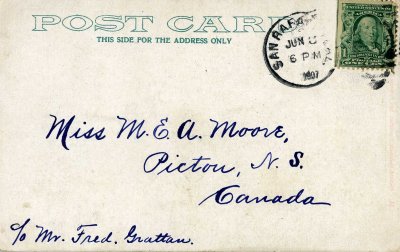 POST CARD
THIS SIDE FOR THE ADDRESS ONLY
SAN RAFAEL
JUN
6 PM
1907
Miss M. E. A. Moore,
Picton, N. S.
Canada
c/o Mr. Fred. Grattan.